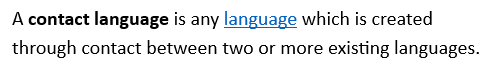 A contact language is any language which is created
through contact between two or more existing languages.